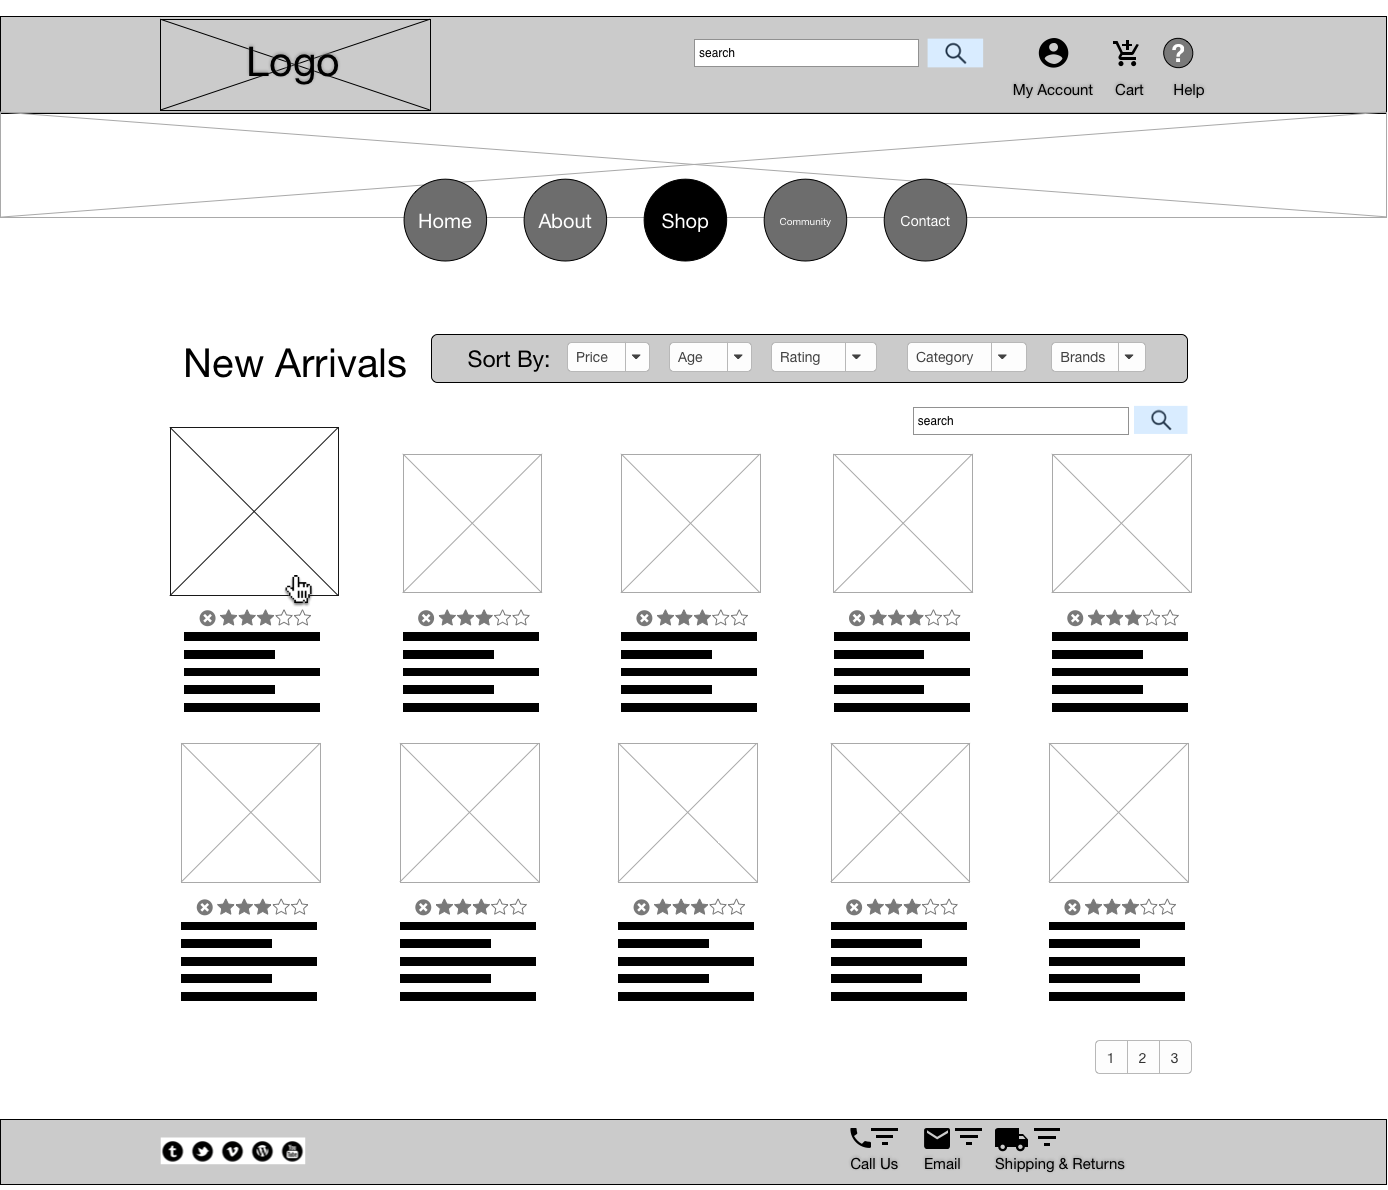 Logo
search
?
My Account
Cart
Help
Home
About
Shop
Community
Contact
New Arrivals
Sort By:
Price
Age
Rating
Category
Brands
search
1
2
3
Call Us
Email
Shipping & Returns